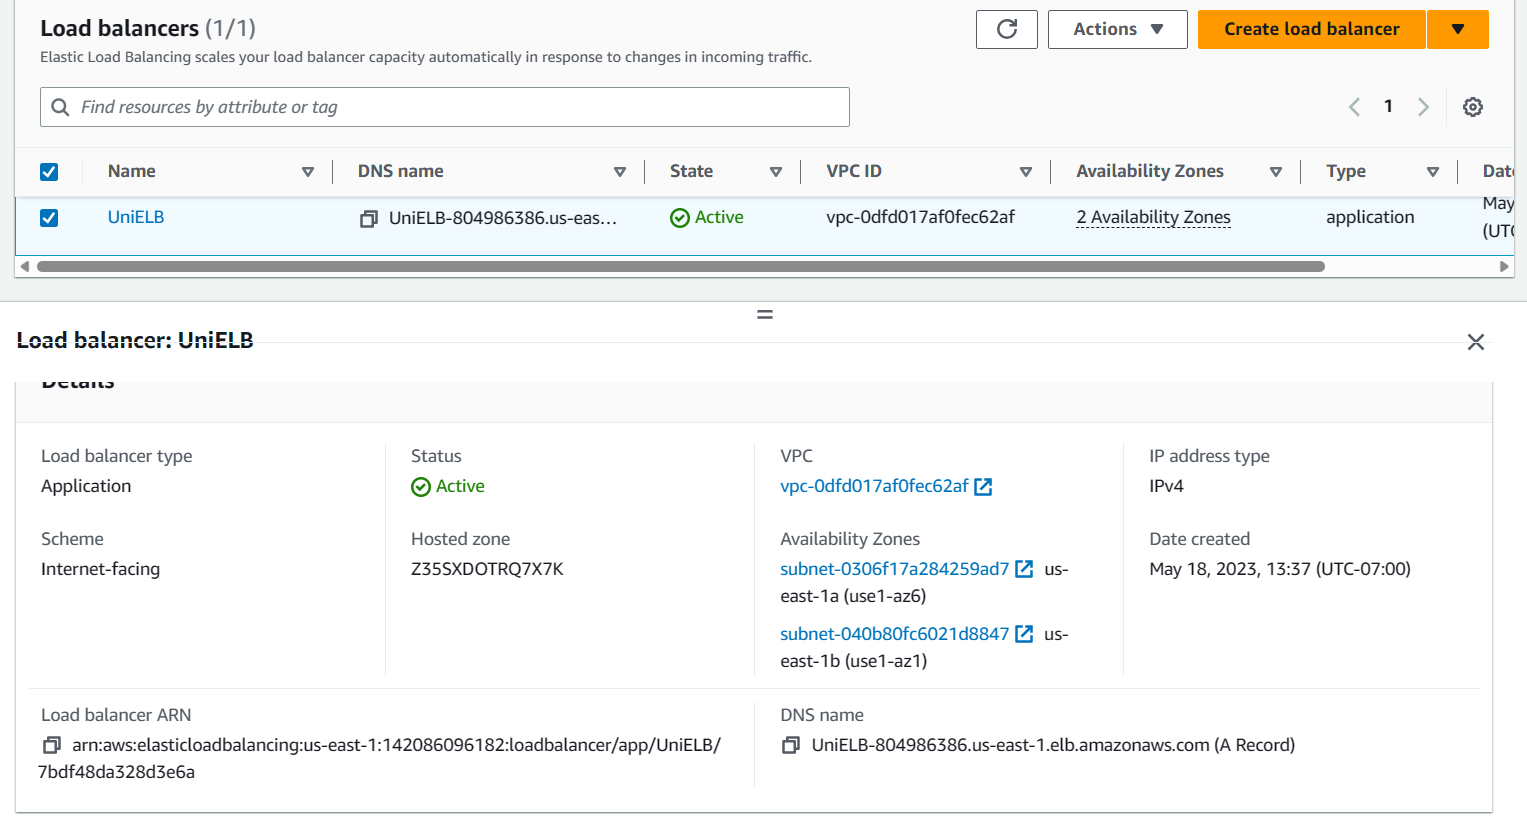 Load balancers (1/1)
Actions
Create load balancer
Elastic Load Balancing scales your load balancer capacity automatically in response to changes in incoming traffic.
Find resources by attribute or tag
1
Name
DNS name
State
VPC ID
Availability Zones
Type
Dat
UniELB
UniELB-804986386.us-eas...
Active
vpc-0dfd017af0fec62af
2 Availability Zones
application
May
(UTC
Load balancer: UniELB
Details
Load balancer type
Application
Status
Active
VPC
vpc-0dfd017af0fec62af
IP address type
IPv4
Scheme
Internet-facing
Hosted zone
Z35SXDOTRQ7X7K
Availability Zones
subnet-0306f17a284259ad7 us-
east-1a (use1-az6)
subnet-040b80fc6021d8847 us-
east-1b (use1-az1)
Date created
May 18, 2023, 13:37 (UTC-07:00)
Load balancer ARN
arn:aws:elasticloadbalancing:us-east-1:142086096182:loadbalancer/app/UniELB/
7bdf48da328d3e6a
DNS name
UniELB-804986386.us-east-1.elb.amazonaws.com (A Record)